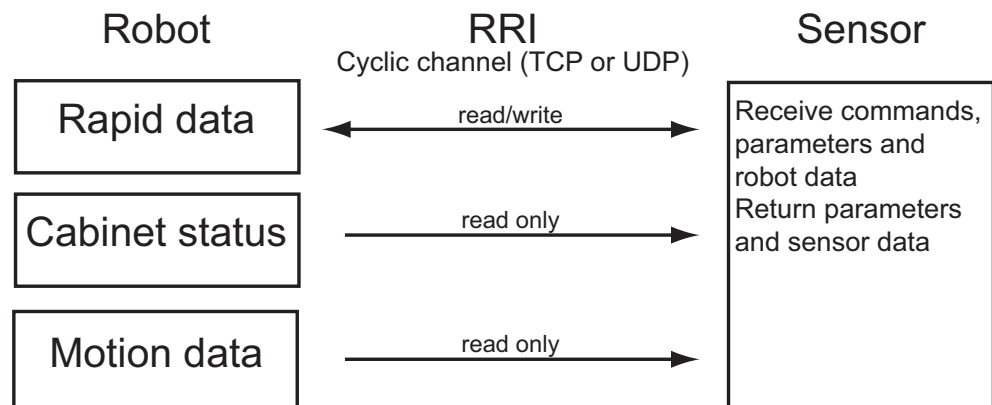 Robot
RRI
Sensor
Cyclic channel (TCP or UDP)
Rapid data
read/write
Receive commands,
parameters and
robot data
Return parameters
and sensor data
Cabinet status
read only
Motion data
read only